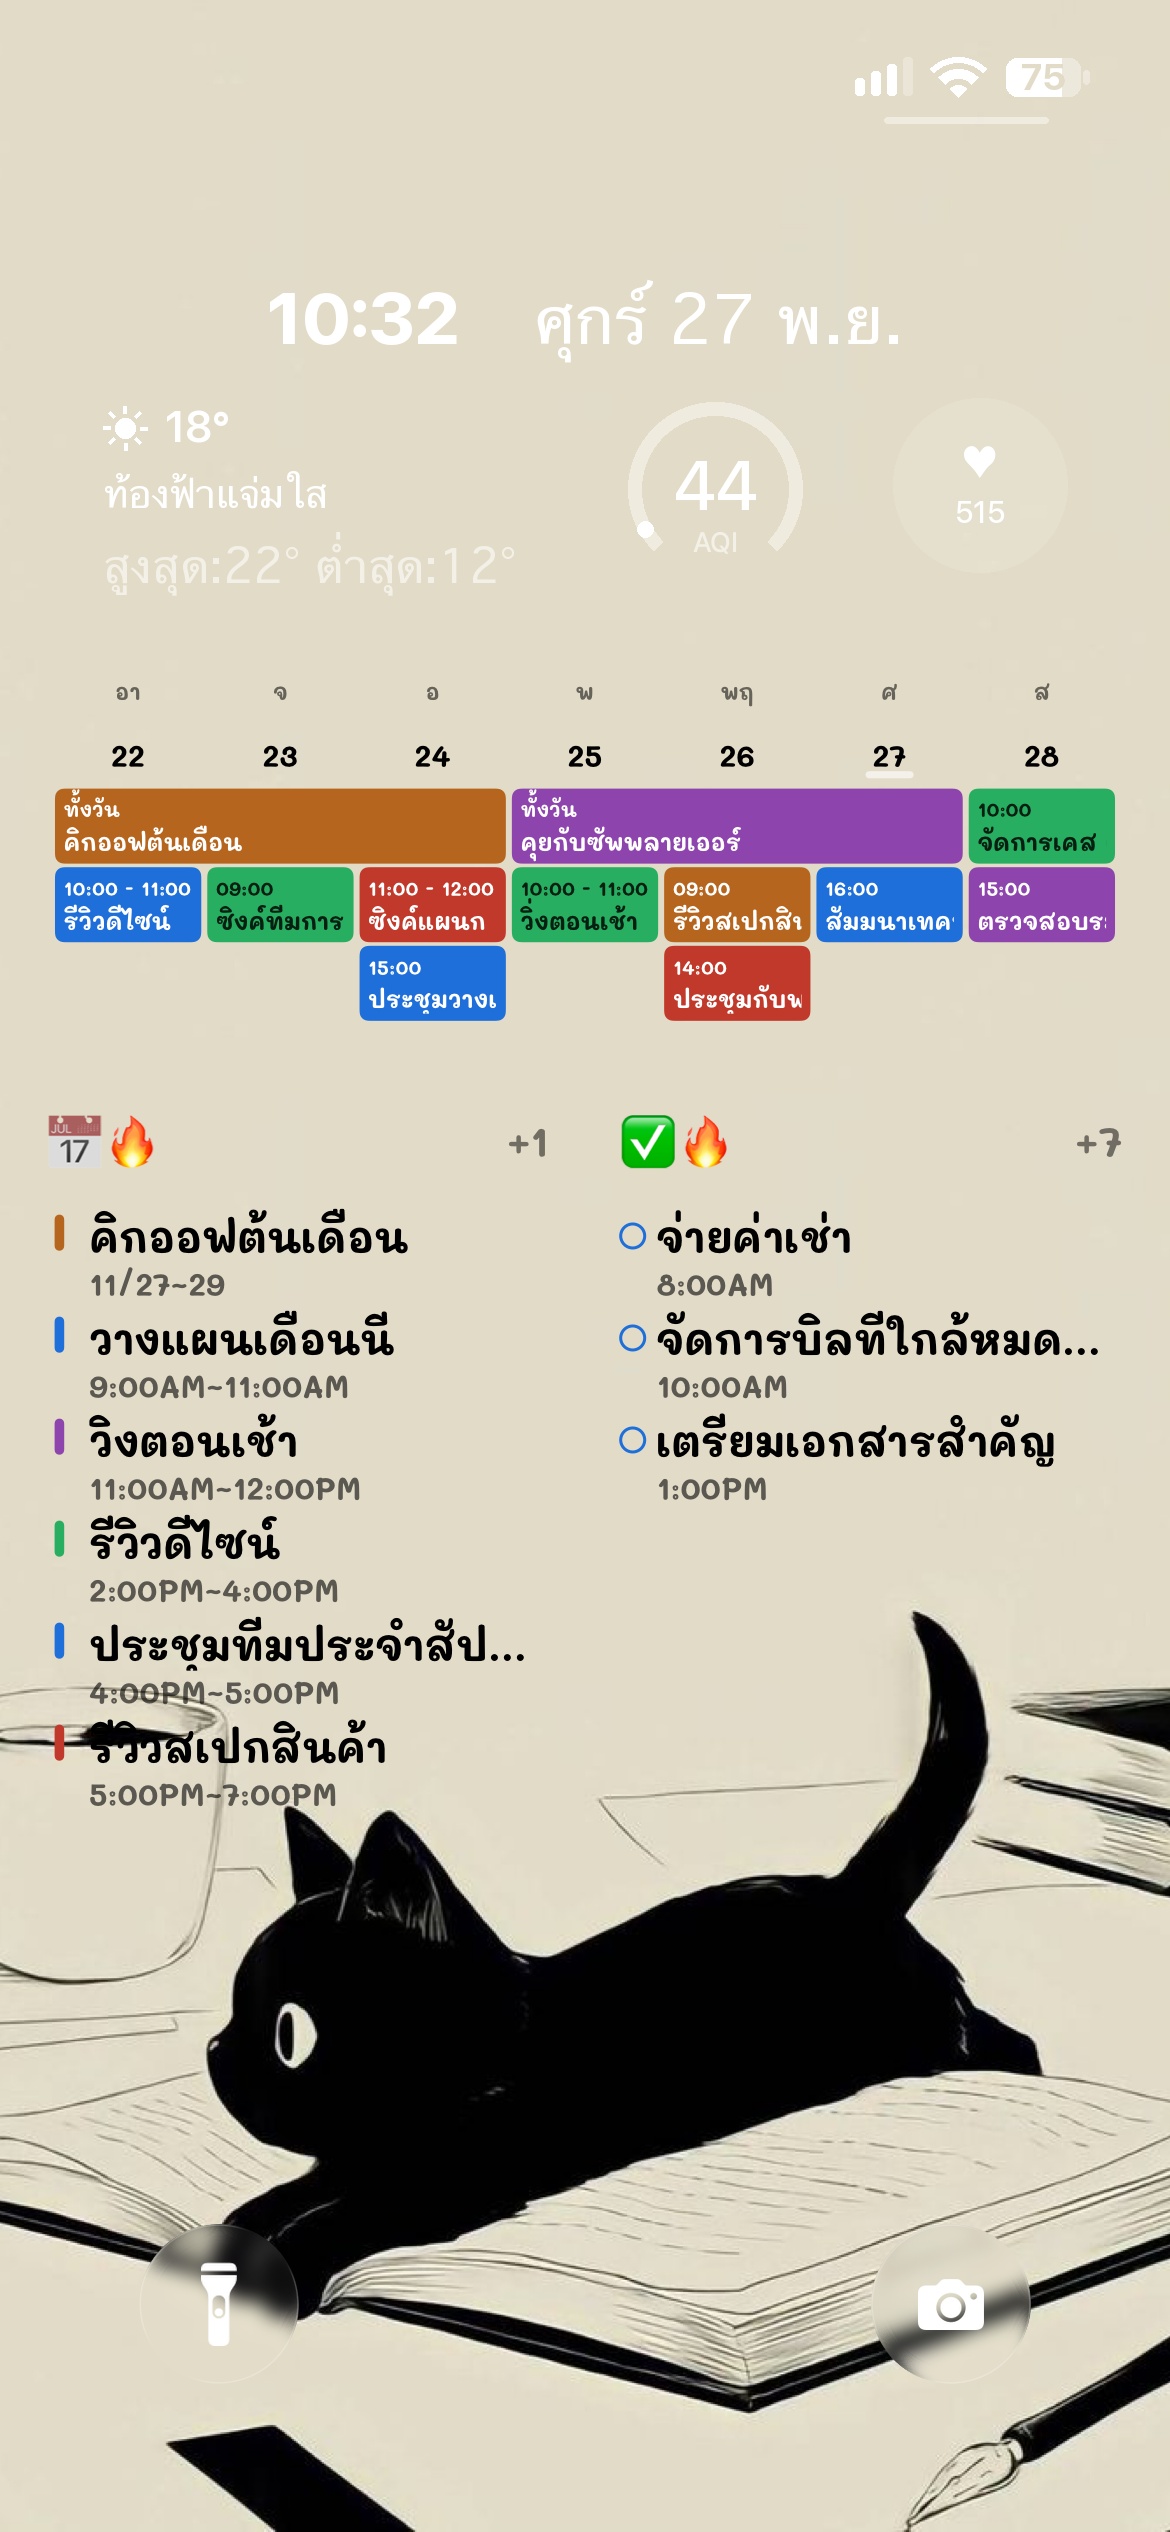 75
10:32 ศุกร์ 27 พ.ย.
18°
ท้องฟ้าแจ่มใส
สูงสุด:22° ต่ำสุด:12°
44
AQI
515
อา จ อ พ พฤ ศ ส
22 23 24 25 26 27 28
ทั้งวัน
คิกออฟต้นเดือน
ทั้งวัน
คุยกับซัพพลายเออร์
10:00
จัดการเคส
10:00 - 11:00
รีวิวดีไซน์
09:00
ซิงค์ทีมการ
11:00 - 12:00
ซิงค์แผนก
10:00 - 11:00
วิ่งตอนเช้า
09:00
รีวิวสเปกสิน
16:00
สัมมนาเทค
15:00
ตรวจสอบระ
15:00
ประชุมวางแ
14:00
ประชุมกับพ
JUL
17
+1
คิกออฟต้นเดือน
11/27~29
วางแผนเดือนนี้
9:00AM~11:00AM
วิ่งตอนเช้า
11:00AM~12:00PM
รีวิวดีไซน์
2:00PM~4:00PM
ประชุมทีมประจำสัป...
4:00PM~5:00PM
รีวิวสเปกสินค้า
5:00PM~7:00PM
+7
จ่ายค่าเช่า
8:00AM
จัดการบิลที่ใกล้หมด...
10:00AM
เตรียมเอกสารสำคัญ
1:00PM